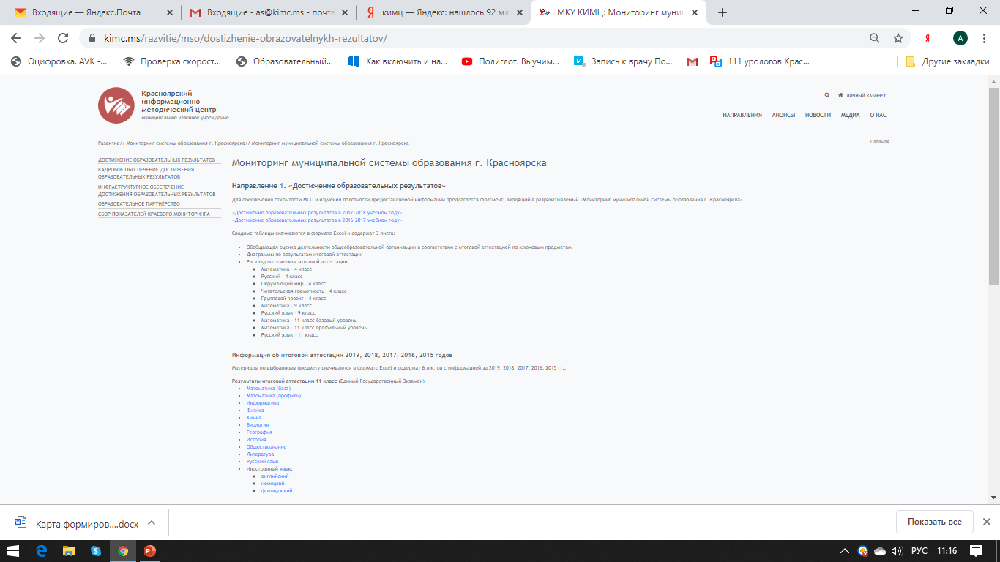 Входящие — Яндекс.Почта
Входящие - as@kimc.ms - почта
кимц — Яндекс: нашлось 92 мл
МКУ КИМЦ: Мониторинг муниц
kimc.ms/razvitie/mso/dostizhenie-obrazovatelnykh-rezultatov/
Я
A
Оцифровка. AVK -...
Проверка скорост...
Образовательный...
Как включить и на...
Полиглот. Выучим...
Запись к врачу По...
111 урологов Крас...
Другие закладки
Красноярский
информационно-
методический центр
муниципальное казённое учреждение
ЛИЧНЫЙ КАБИНЕТ
НАПРАВЛЕНИЯ АНОНСЫ НОВОСТИ МЕДИА О НАС
Развитие// Мониторинг системы образования г. Красноярска// Мониторинг муниципальной системы образования г. Красноярска
Главная
ДОСТИЖЕНИЕ ОБРАЗОВАТЕЛЬНЫХ РЕЗУЛЬТАТОВ
КАДРОВОЕ ОБЕСПЕЧЕНИЕ ДОСТИЖЕНИЯ
ОБРАЗОВАТЕЛЬНЫХ РЕЗУЛЬТАТОВ
ИНФРАСТРУКТУРНОЕ ОБЕСПЕЧЕНИЕ
ДОСТИЖЕНИЯ ОБРАЗОВАТЕЛЬНЫХ РЕЗУЛЬТАТОВ
ОБРАЗОВАТЕЛЬНОЕ ПАРТНЁРСТВО
СБОР ПОКАЗАТЕЛЕЙ КРАЕВОГО МОНИТОРИНГА
Мониторинг муниципальной системы образования г. Красноярска
Направление 1. «Достижение образовательных результатов»
Для обеспечения открытости МСО и изучения полезности предоставляемой информации предлагается фрагмент, входящий в разрабатываемый «Мониторинг муниципальной системы образования г. Красноярска».
«Достижение образовательных результатов в 2017-2018 учебном году»
«Достижение образовательных результатов в 2016-2017 учебном году»
Сводные таблицы скачиваются в формате Excel и содержат 3 листа:
Обобщающая оценка деятельности общеобразовательной организации в соответствии с итоговой аттестацией по ключевым предметам
Диаграммы по результатам итоговой аттестации
Расклад по отметкам итоговой аттестации
Математика - 4 класс
Русский - 4 класс
Окружающий мир - 4 класс
Читательская грамотность - 4 класс
Групповой проект - 4 класс
Математика - 9 класс
Русский язык - 9 класс
Математика - 11 класс базовый уровень
Математика - 11 класс профильный уровень
Русский язык - 11 класс
Информация об итоговой аттестации 2019, 2018, 2017, 2016, 2015 годов
Материалы по выбранному предмету скачиваются в формате Excel и содержат 6 листов с информацией за 2019, 2018, 2017, 2016, 2015 гг..
Результаты итоговой аттестации 11 класс (Единый Государственный Экзамен)
Математика (база)
Математика (профиль)
Информатика
Физика
Химия
Биология
География
История
Обществознание
Литература
Русский язык
Иностранный язык:
английский
немецкий
французский
Карта формиров....docx
Показать все
РУС
11:16